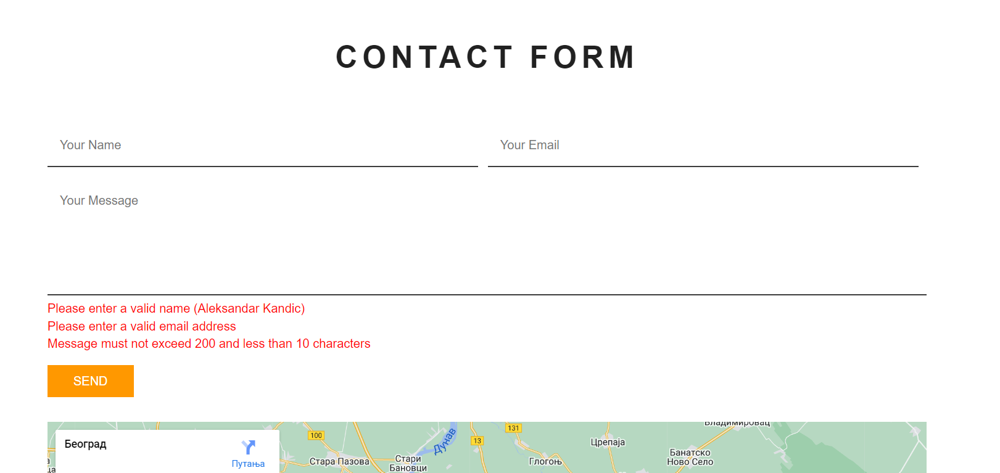 CONTACT FORM
Your Name
Your Email
Your Message
Please enter a valid name (Aleksandar Kandic)
Please enter a valid email address
Message must not exceed 200 and less than 10 characters
SEND
Београд
Путања
100
131
13
Дунав
Владимировац
Црепаја
Банатско
Ново Село
Стара Пазова
Стари
Бановци
Глогоњ